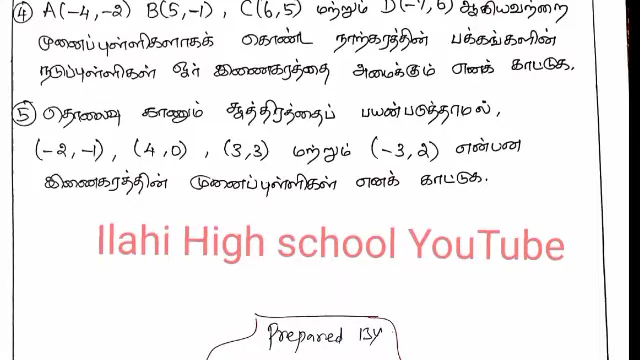 ④ A(-4,-2) B(5,-1), C(6,5) மற்றும் D(-7,6) ஆகியவற்றை
முனைப்புள்ளிகளாகக் கொண்ட நாற்கரத்தின் பக்கங்களின்
நடுப்புள்ளிகள் ஓர் இணைகரத்தை அமைக்கும் எனக் காட்டுக.
⑤ தொலைவு காணும் சூத்திரத்தைப் பயன்படுத்தாமல்,
(-2,-1), (4,0), (3,3) மற்றும் (-3,2) என்பன
இணைகரத்தின் முனைப்புள்ளிகள் எனக் காட்டுக.
Ilahi High school YouTube
Prepared By